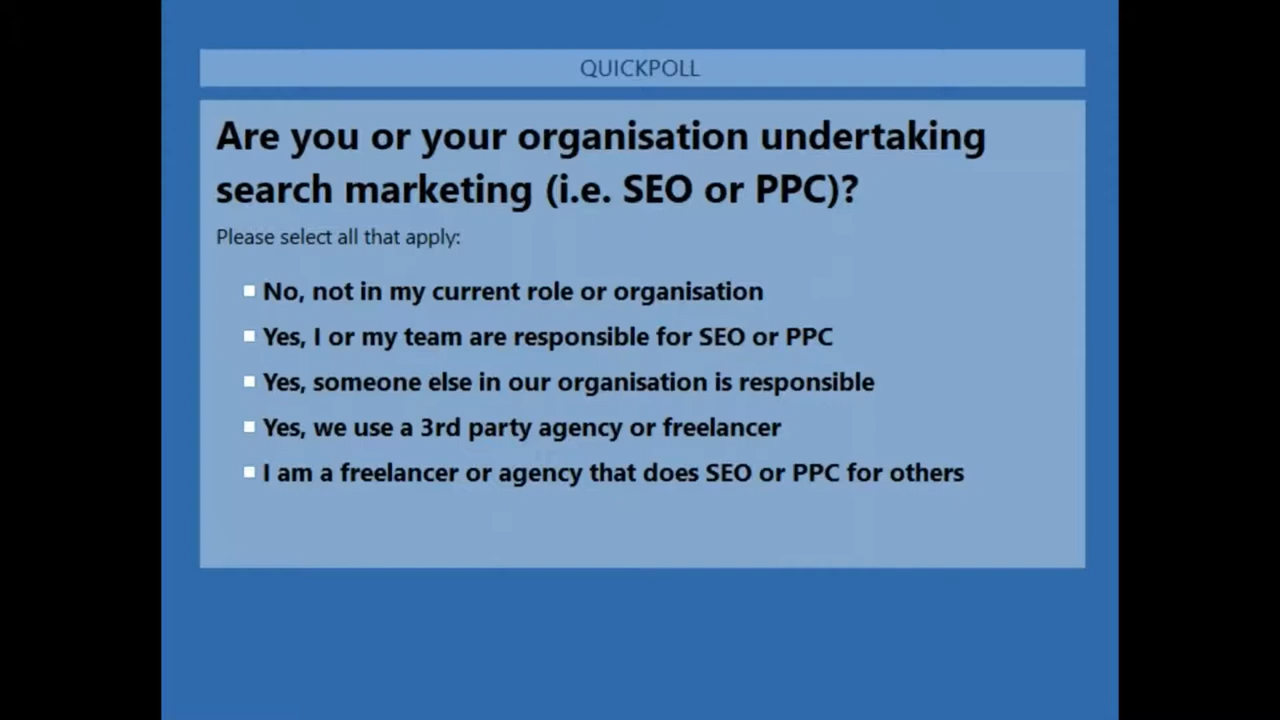 QUICKPOLL
Are you or your organisation undertaking
search marketing (i.e. SEO or PPC)?
Please select all that apply:
No, not in my current role or organisation
Yes, I or my team are responsible for SEO or PPC
Yes, someone else in our organisation is responsible
Yes, we use a 3rd party agency or freelancer
I am a freelancer or agency that does SEO or PPC for others